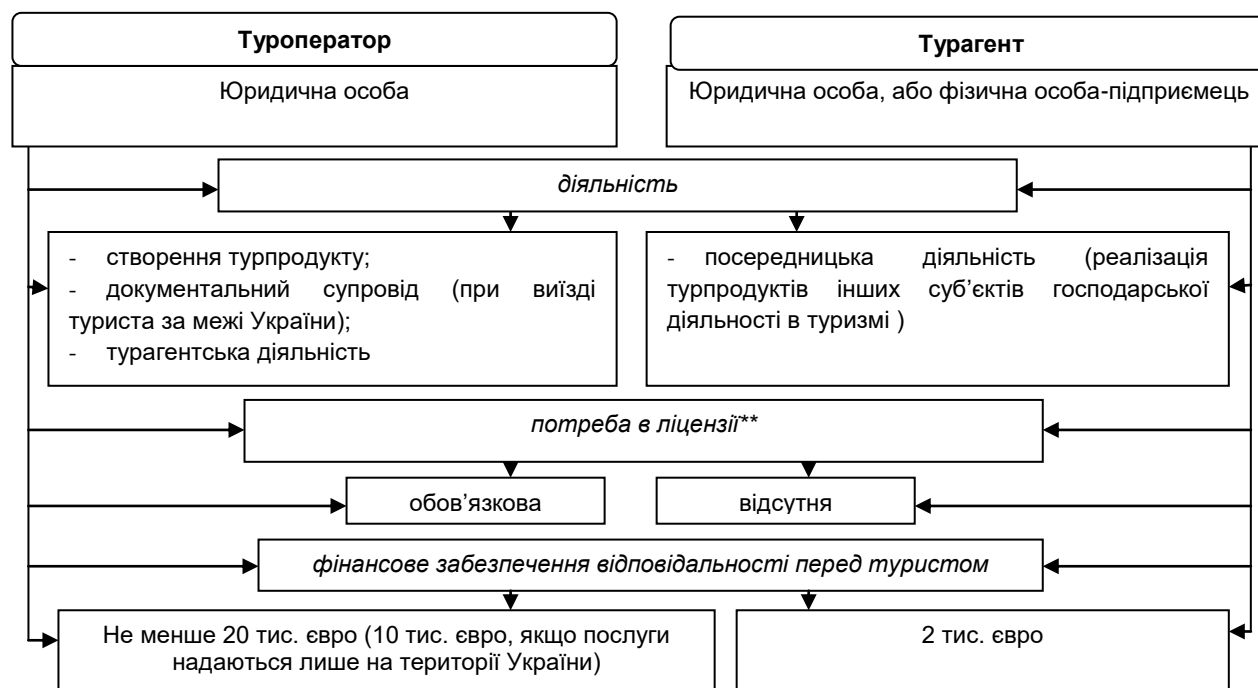 Туроператор
Турагент
Юридична особа
Юридична особа, або фізична особа-підприємець
діяльність
- створення турпродукту;
- документальний супровід (при виїзді
туриста за межі України);
- турагентська діяльність
- посередницька діяльність (реалізація
турпродуктів інших суб’єктів господарської
діяльності в туризмі )
потреба в ліцензії**
обов’язкова
відсутня
фінансове забезпечення відповідальності перед туристом
Не менше 20 тис. євро (10 тис. євро, якщо послуги
надаються лише на території України)
2 тис. євро